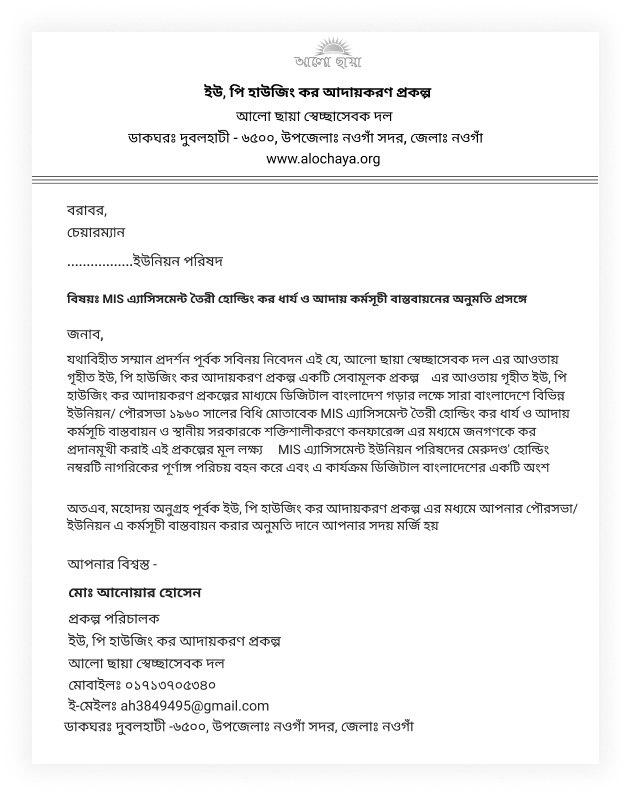 আলো ছায়া
ইউ, পি হাউজিং কর আদায়করণ প্রকল্প
আলো ছায়া স্বেচ্ছাসেবক দল
ডাকঘরঃ দুবলহাটী - ৬৫০০, উপজেলাঃ নওগাঁ সদর, জেলাঃ নওগাঁ
www.alochaya.org
বরাবর,
চেয়ারম্যান
.................ইউনিয়ন পরিষদ
বিষয়ঃ MIS এ্যাসিসমেন্ট তৈরী হোল্ডিং কর ধার্য ও আদায় কর্মসূচী বাস্তবায়নের অনুমতি প্রসঙ্গে
জনাব,
যথাবিহীত সম্মান প্রদর্শন পূর্বক সবিনয় নিবেদন এই যে, আলো ছায়া স্বেচ্ছাসেবক দল এর আওতায়
গৃহীত ইউ, পি হাউজিং কর আদায়করণ প্রকল্প একটি সেবামূলক প্রকল্প এর আওতায় গৃহীত ইউ, পি
হাউজিং কর আদায়করণ প্রকল্পের মাধ্যমে ডিজিটাল বাংলাদেশ গড়ার লক্ষে সারা বাংলাদেশে বিভিন্ন
ইউনিয়ন/ পৌরসভা ১৯৬০ সালের বিধি মোতাবেক MIS এ্যাসিসমেন্ট তৈরী হোল্ডিং কর ধার্য ও আদায়
কর্মসূচি বাস্তবায়ন ও স্থানীয় সরকারকে শক্তিশালীকরণে কনফারেন্স এর মধ্যমে জনগণকে কর
প্রদানমূখী করাই এই প্রকল্পের মূল লক্ষ্য MIS এ্যাসিসমেন্ট ইউনিয়ন পরিষদের মেরুদণ্ড' হোল্ডিং
নম্বরটি নাগরিকের পূর্ণাঙ্গ পরিচয় বহন করে এবং এ কার্যক্রম ডিজিটাল বাংলাদেশের একটি অংশ
অতএব, মহোদয় অনুগ্রহ পূর্বক ইউ, পি হাউজিং কর আদায়করণ প্রকল্প এর মধ্যমে আপনার পৌরসভা/
ইউনিয়ন এ কর্মসূচী বাস্তবায়ন করার অনুমতি দানে আপনার সদয় মর্জি হয়
আপনার বিশ্বস্ত -
মোঃ আনোয়ার হোসেন
প্রকল্প পরিচালক
ইউ, পি হাউজিং কর আদায়করণ প্রকল্প
আলো ছায়া স্বেচ্ছাসেবক দল
মোবাইলঃ ০১৭১৩৭০৫৩৪০
ই-মেইলঃ ah3849495@gmail.com
ডাকঘরঃ দুবলহাটী -৬৫০০, উপজেলাঃ নওগাঁ সদর, জেলাঃ নওগাঁ